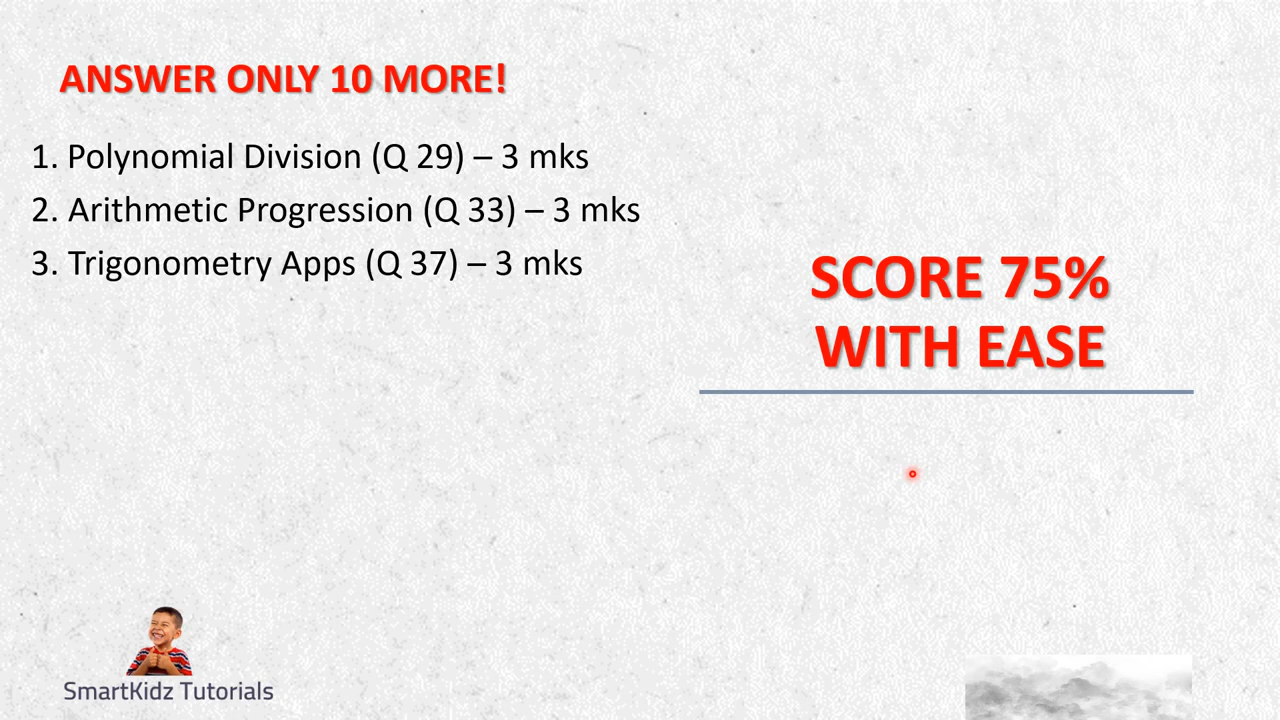 ANSWER ONLY 10 MORE!
1. Polynomial Division (Q 29) – 3 mks
2. Arithmetic Progression (Q 33) – 3 mks
3. Trigonometry Apps (Q 37) – 3 mks
SCORE 75%
WITH EASE
SmartKidz Tutorials